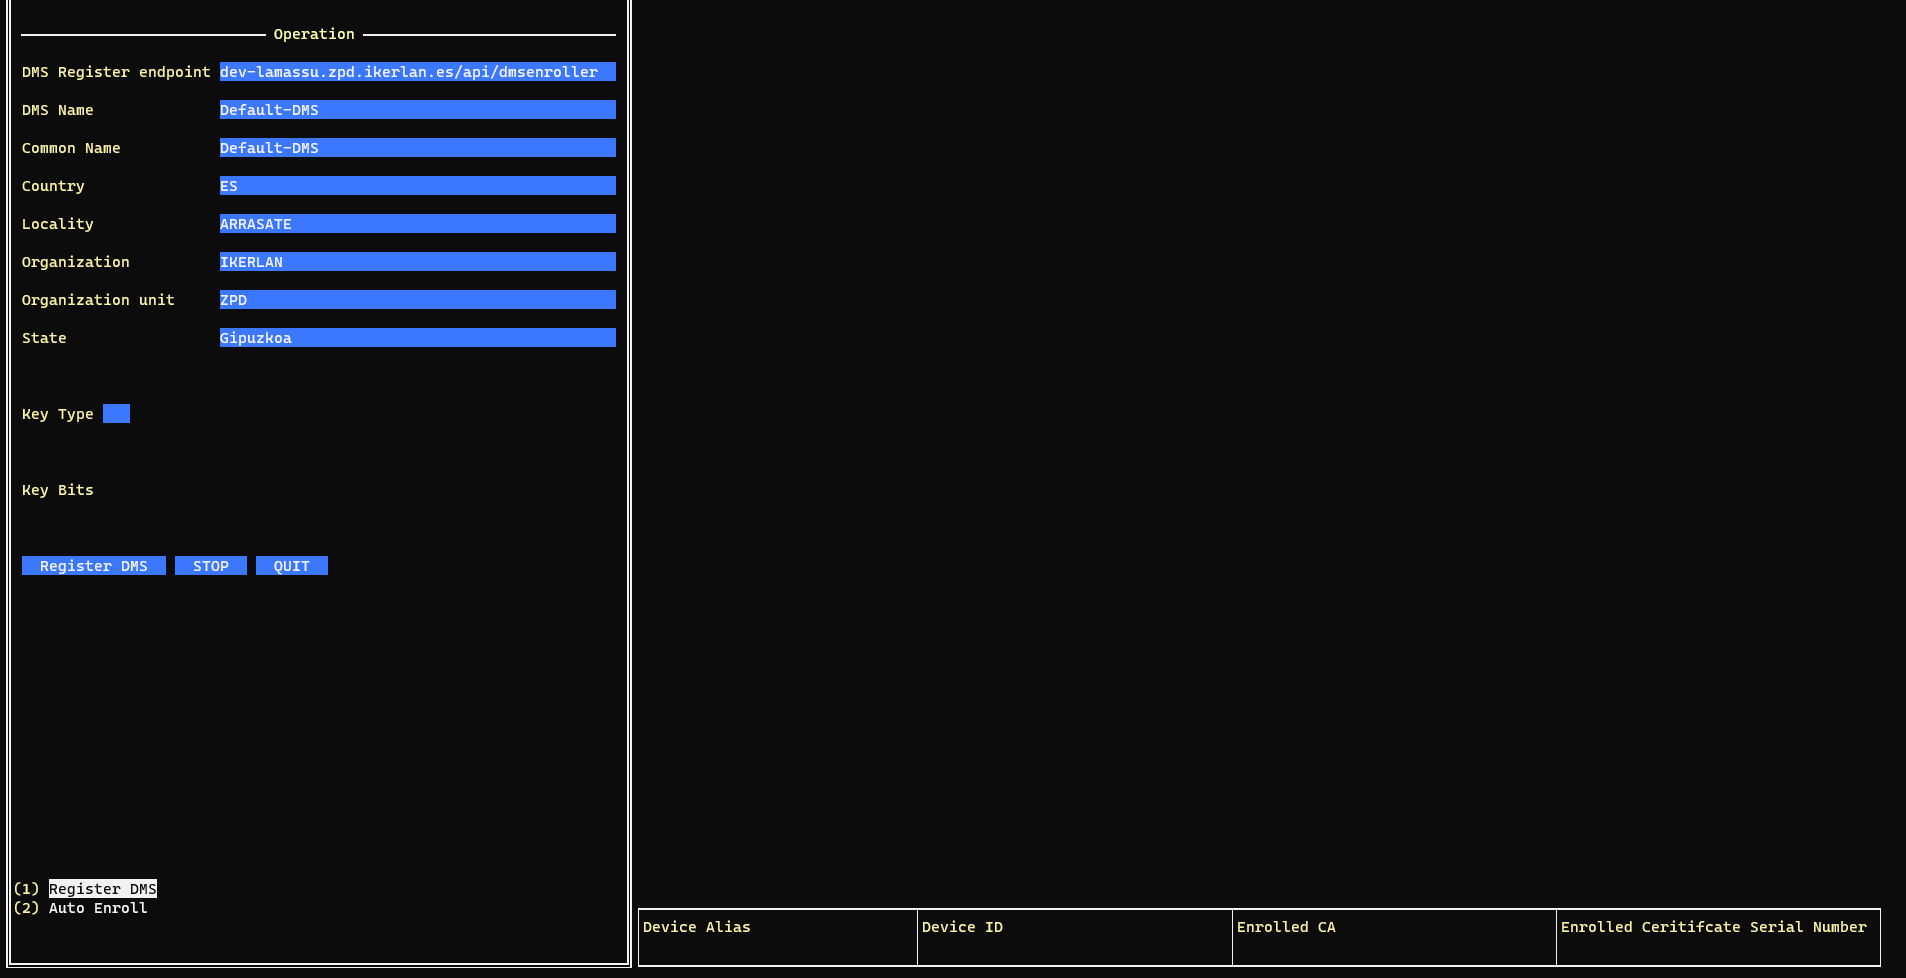 Operation
DMS Register endpoint dev-lamassu.zpd.ikerlan.es/api/dmsenroller
DMS Name Default-DMS
Common Name Default-DMS
Country ES
Locality ARRASATE
Organization IKERLAN
Organization unit ZPD
State Gipuzkoa
Key Type
Key Bits
Register DMS STOP QUIT
(1) Register DMS
(2) Auto Enroll
Device Alias Device ID Enrolled CA Enrolled Ceritifcate Serial Number